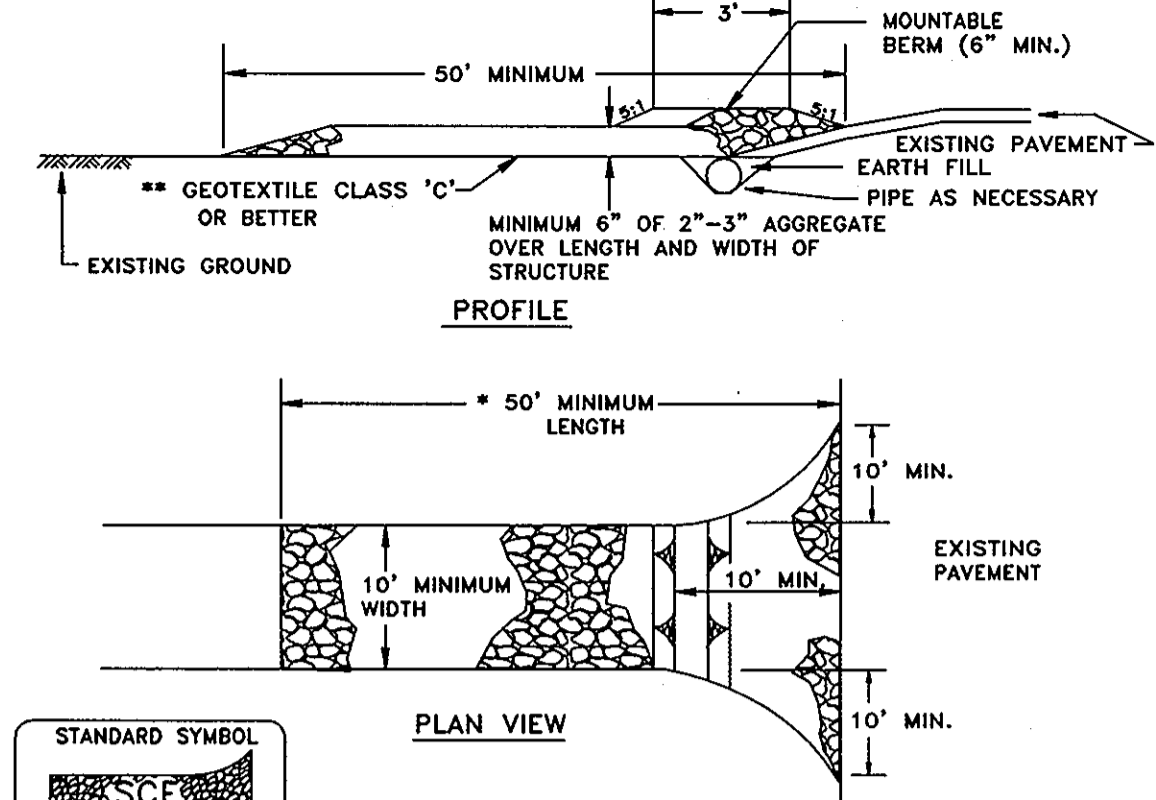 3'
MOUNTABLE
BERM (6" MIN.)
50' MINIMUM
5:1
5:1
EXISTING PAVEMENT
EARTH FILL
** GEOTEXTILE CLASS 'C'
OR BETTER
PIPE AS NECESSARY
MINIMUM 6" OF 2"-3" AGGREGATE
OVER LENGTH AND WIDTH OF
STRUCTURE
EXISTING GROUND
PROFILE
* 50' MINIMUM
LENGTH
10' MIN.
EXISTING
PAVEMENT
10' MINIMUM
WIDTH
10' MIN.
10' MIN.
PLAN VIEW
STANDARD SYMBOL
SCE